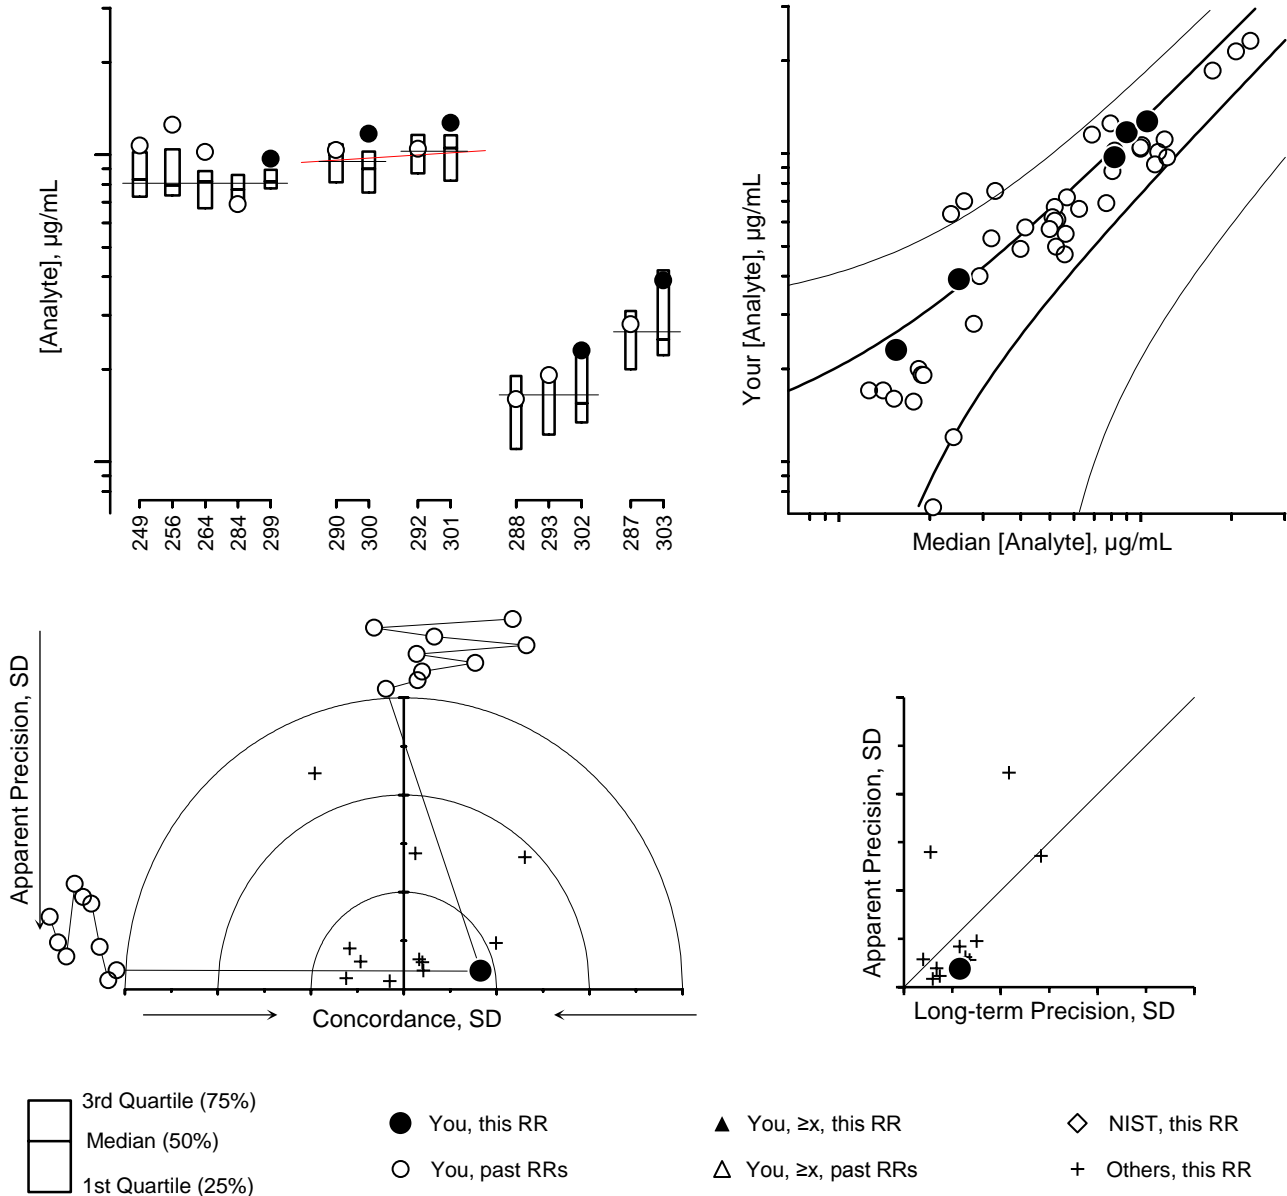 [Analyte], µg/mL
249
256
264
284
299
290
300
292
301
288
293
302
287
303
Your [Analyte], µg/mL
Median [Analyte], µg/mL
Apparent Precision, SD
Concordance, SD
Apparent Precision, SD
Long-term Precision, SD
3rd Quartile (75%)
Median (50%)
1st Quartile (25%)
You, this RR
You, past RRs
You, ≥x, this RR
You, ≥x, past RRs
NIST, this RR
Others, this RR